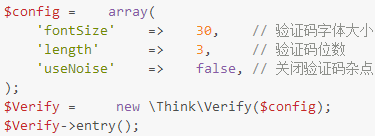 $config =    array(
    'fontSize'    =>    30,    // 验证码字体大小
    'length'      =>    3,     // 验证码位数
    'useNoise'    =>    false, // 关闭验证码杂点
);
$Verify =     new \Think\Verify($config);
$Verify->entry();